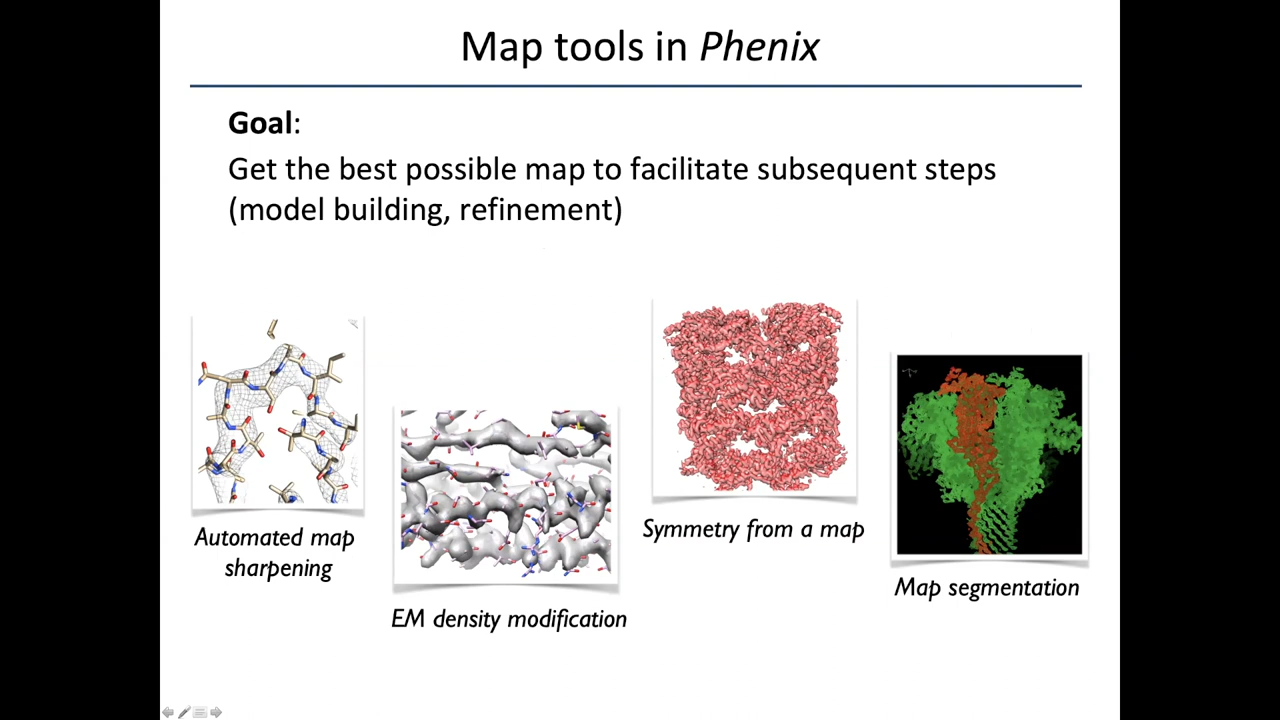 Map tools in Phenix
Goal:
Get the best possible map to facilitate subsequent steps
(model building, refinement)
Automated map
sharpening
EM density modification
Symmetry from a map
Map segmentation